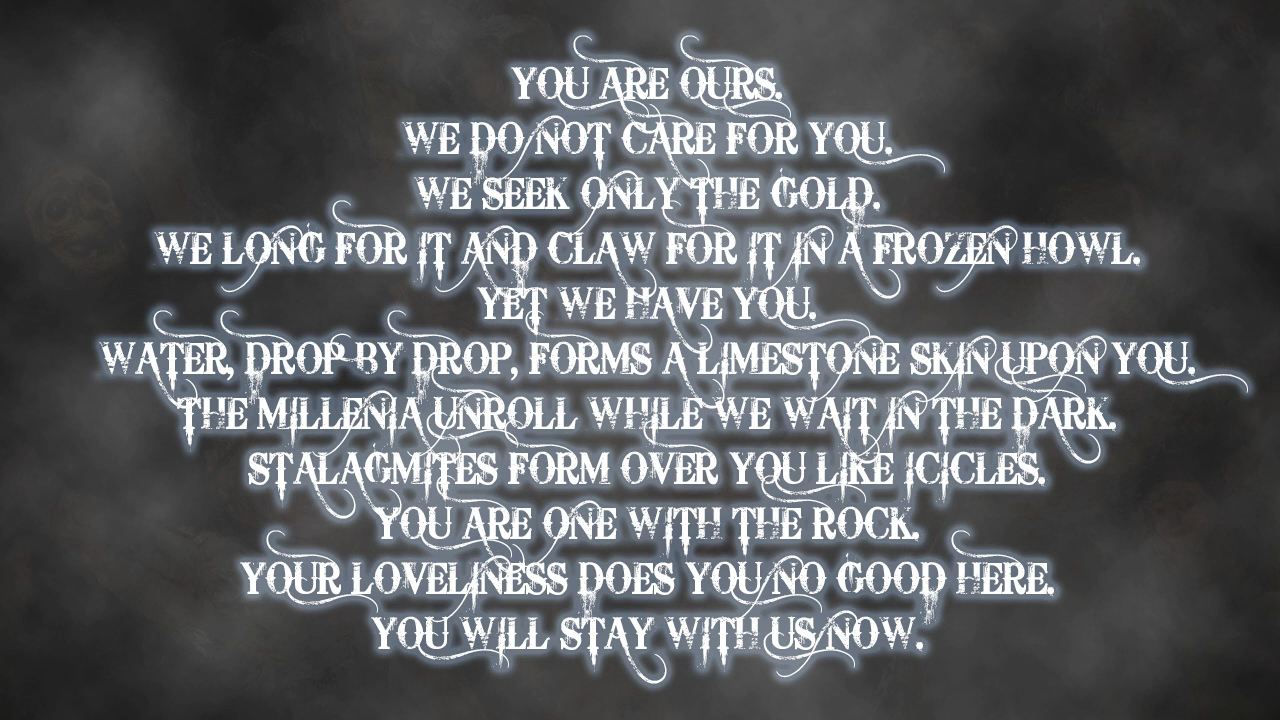 YOU ARE OURS.
WE DO NOT CARE FOR YOU.
WE SEEK ONLY THE GOLD.
WE LONG FOR IT AND CLAW FOR IT IN A FROZEN HOWL.
YET WE HAVE YOU.
WATER, DROP BY DROP, FORMS A LIMESTONE SKIN UPON YOU.
THE MILLENIA UNROLL WHILE WE WAIT IN THE DARK.
STALAGMITES FORM OVER YOU LIKE ICICLES.
YOU ARE ONE WITH THE ROCK.
YOUR LOVELINESS DOES YOU NO GOOD HERE.
YOU WILL STAY WITH US NOW.